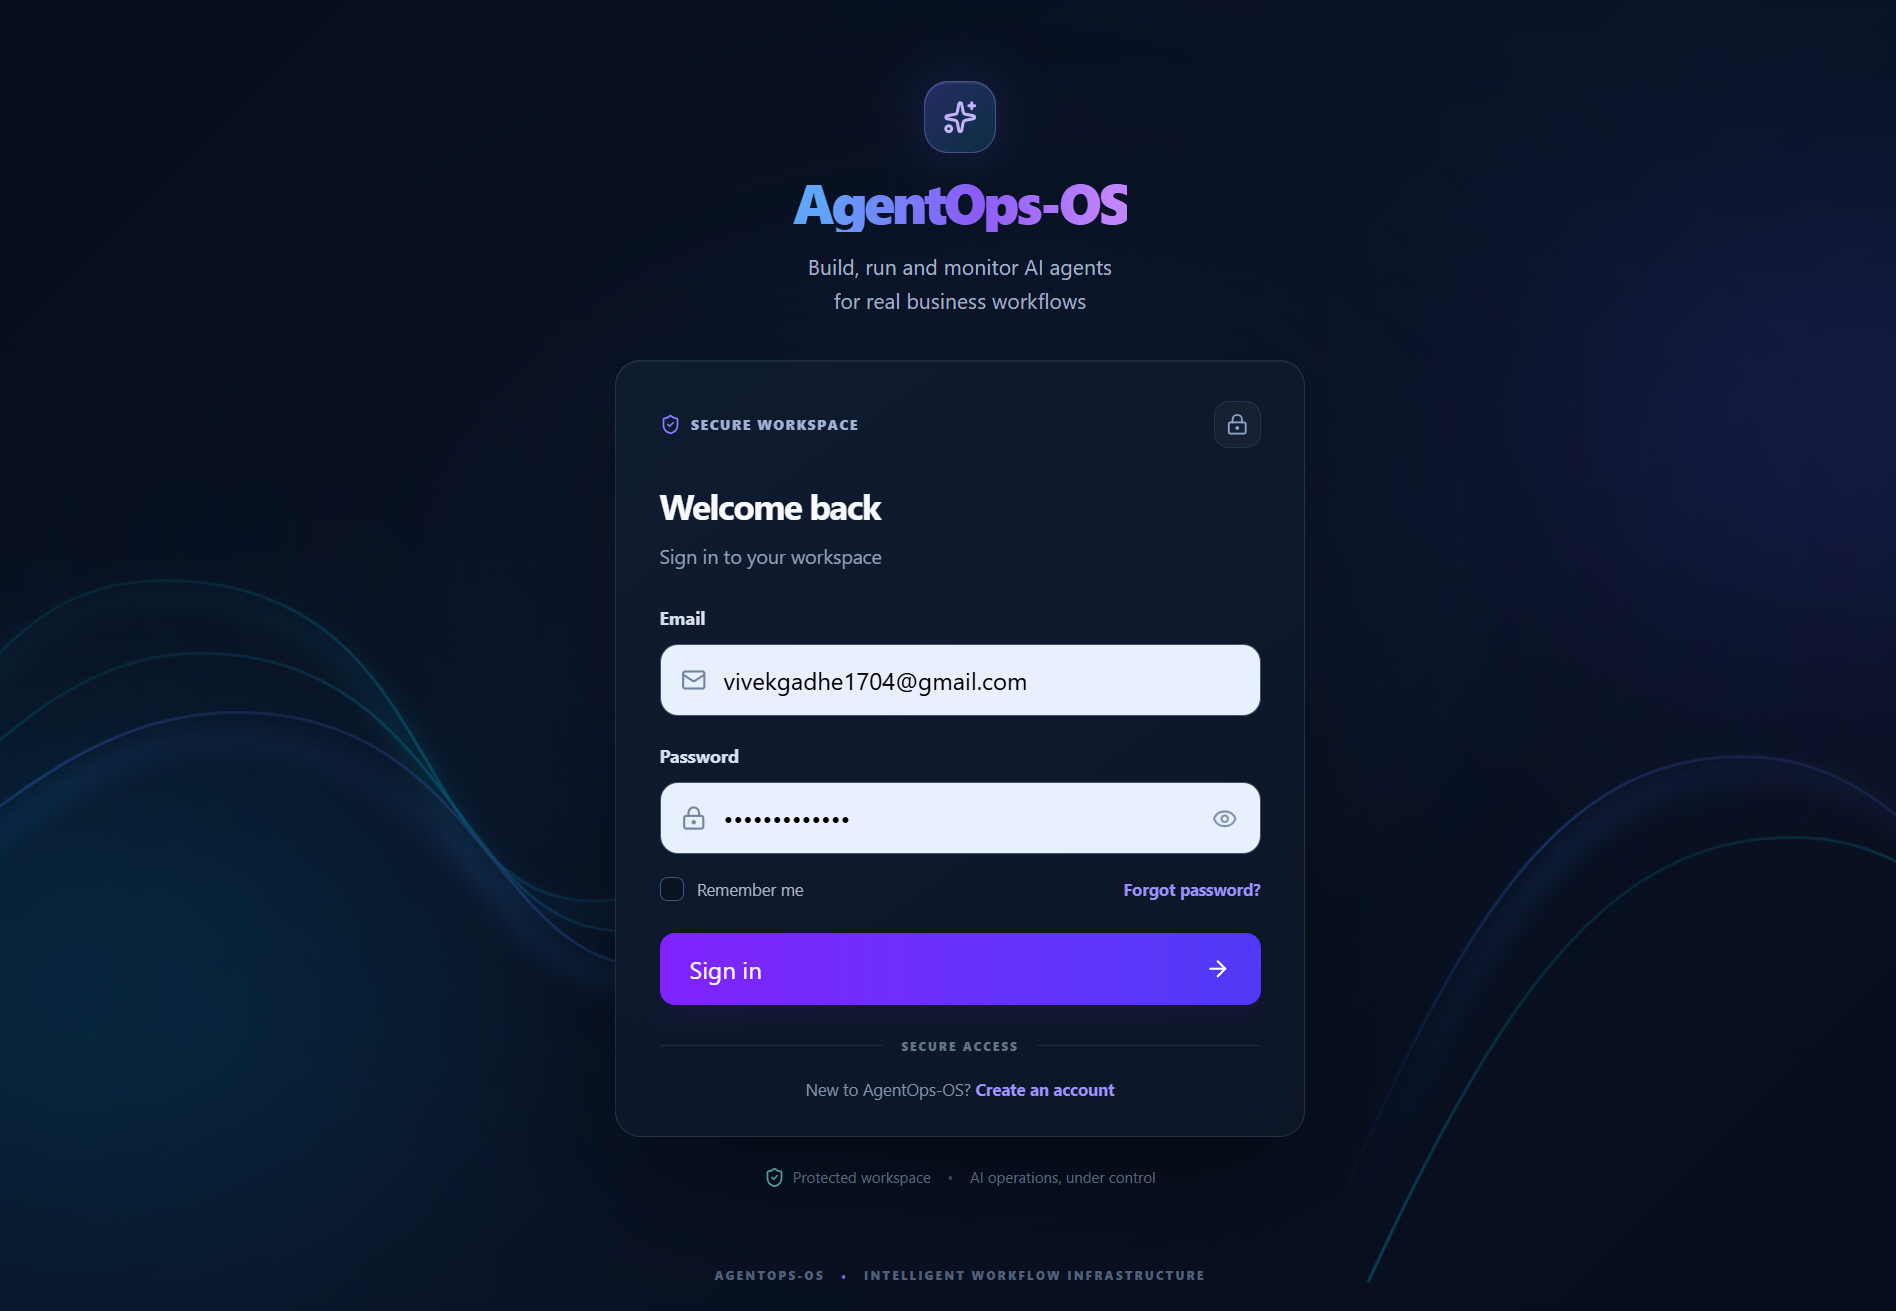 AgentOps-OS
Build, run and monitor AI agents
for real business workflows
SECURE WORKSPACE
Welcome back
Sign in to your workspace
Email
vivekgadhe1704@gmail.com
Password
•••••••••••••
Remember me
Forgot password?
Sign in
SECURE ACCESS
New to AgentOps-OS? Create an account
Protected workspace • AI operations, under control
AGENTOPS-OS • INTELLIGENT WORKFLOW INFRASTRUCTURE